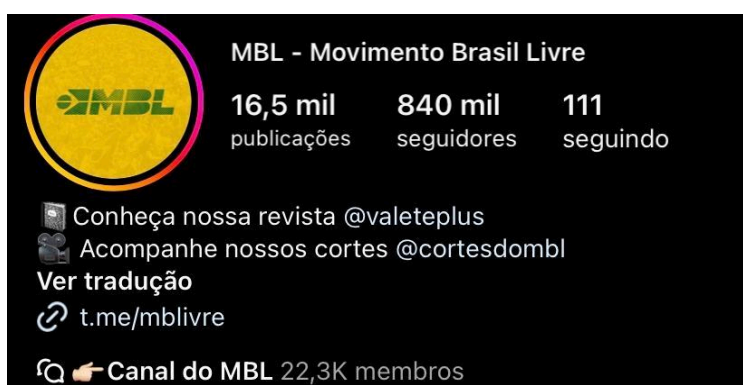 MBL
MBL - Movimento Brasil Livre
16,5 mil 840 mil 111
publicações seguidores seguindo
Conheça nossa revista @valeteplus
Acompanhe nossos cortes @cortesdombl
Ver tradução
t.me/mblivre
Canal do MBL 22,3K membros